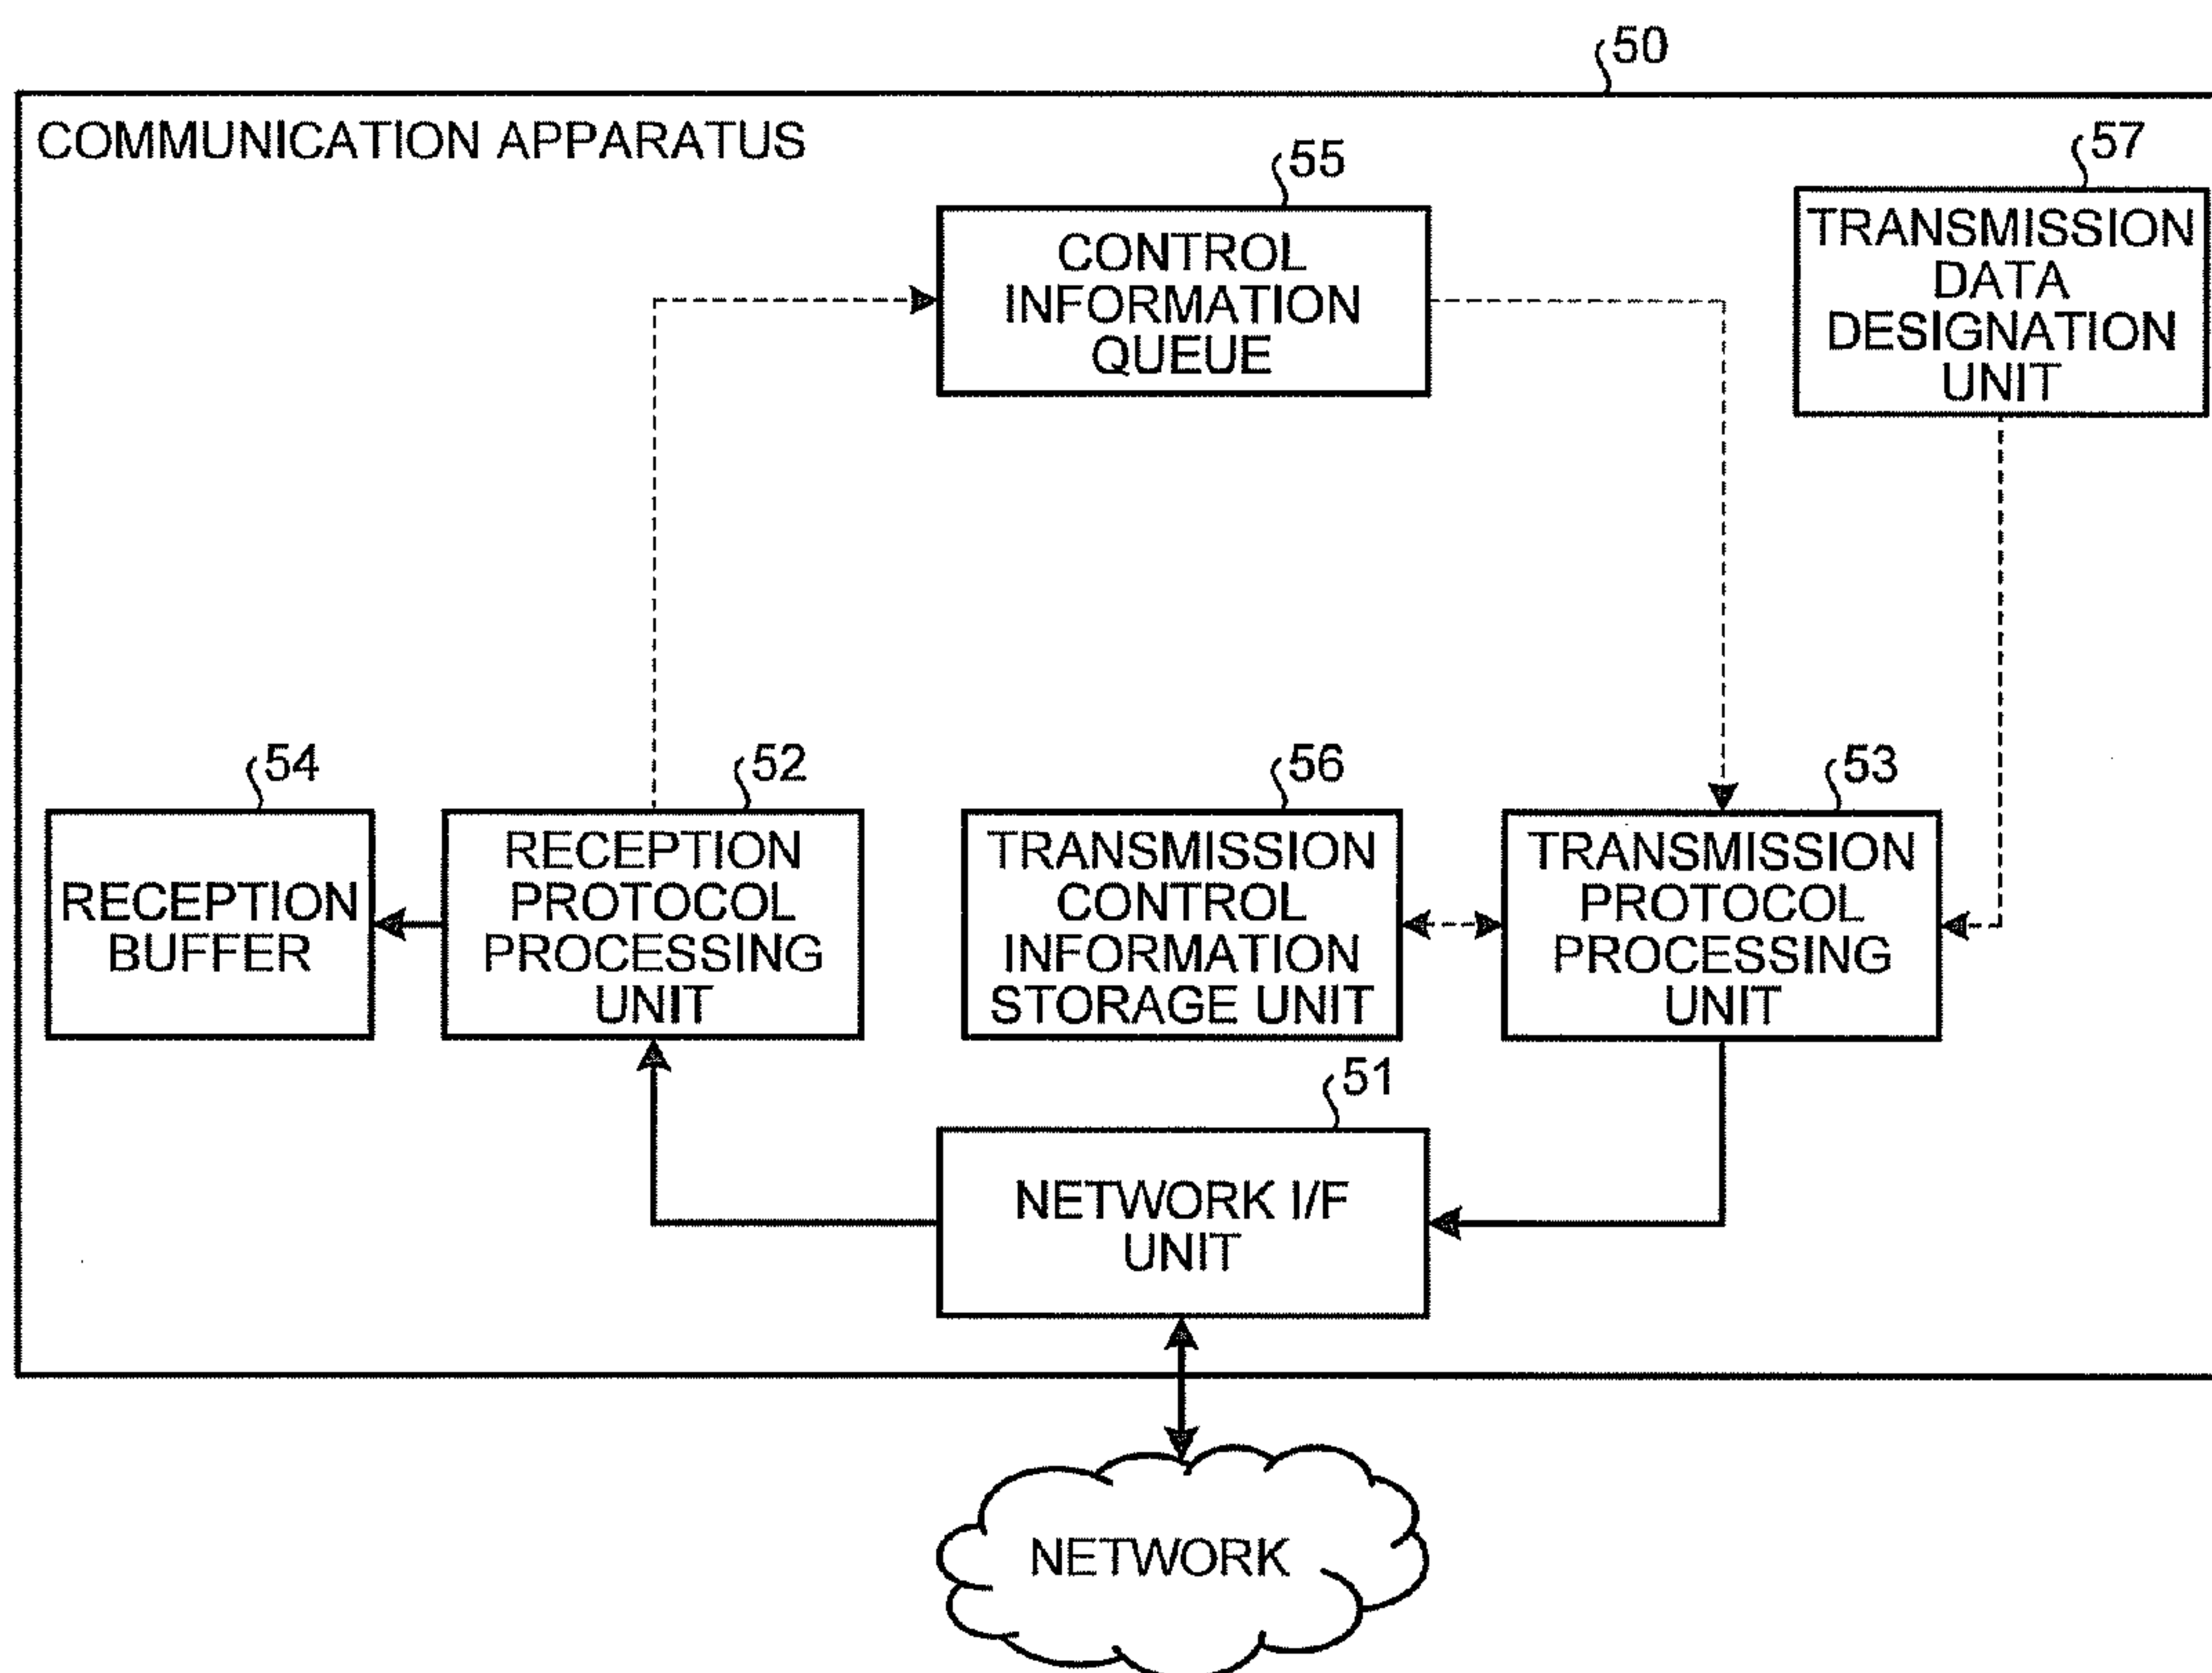 50
COMMUNICATION APPARATUS
55
CONTROL
INFORMATION
QUEUE
57
TRANSMISSION
DATA
DESIGNATION
UNIT
54
RECEPTION
BUFFER
52
RECEPTION
PROTOCOL
PROCESSING
UNIT
56
TRANSMISSION
CONTROL
INFORMATION
STORAGE UNIT
53
TRANSMISSION
PROTOCOL
PROCESSING
UNIT
51
NETWORK I/F
UNIT
NETWORK